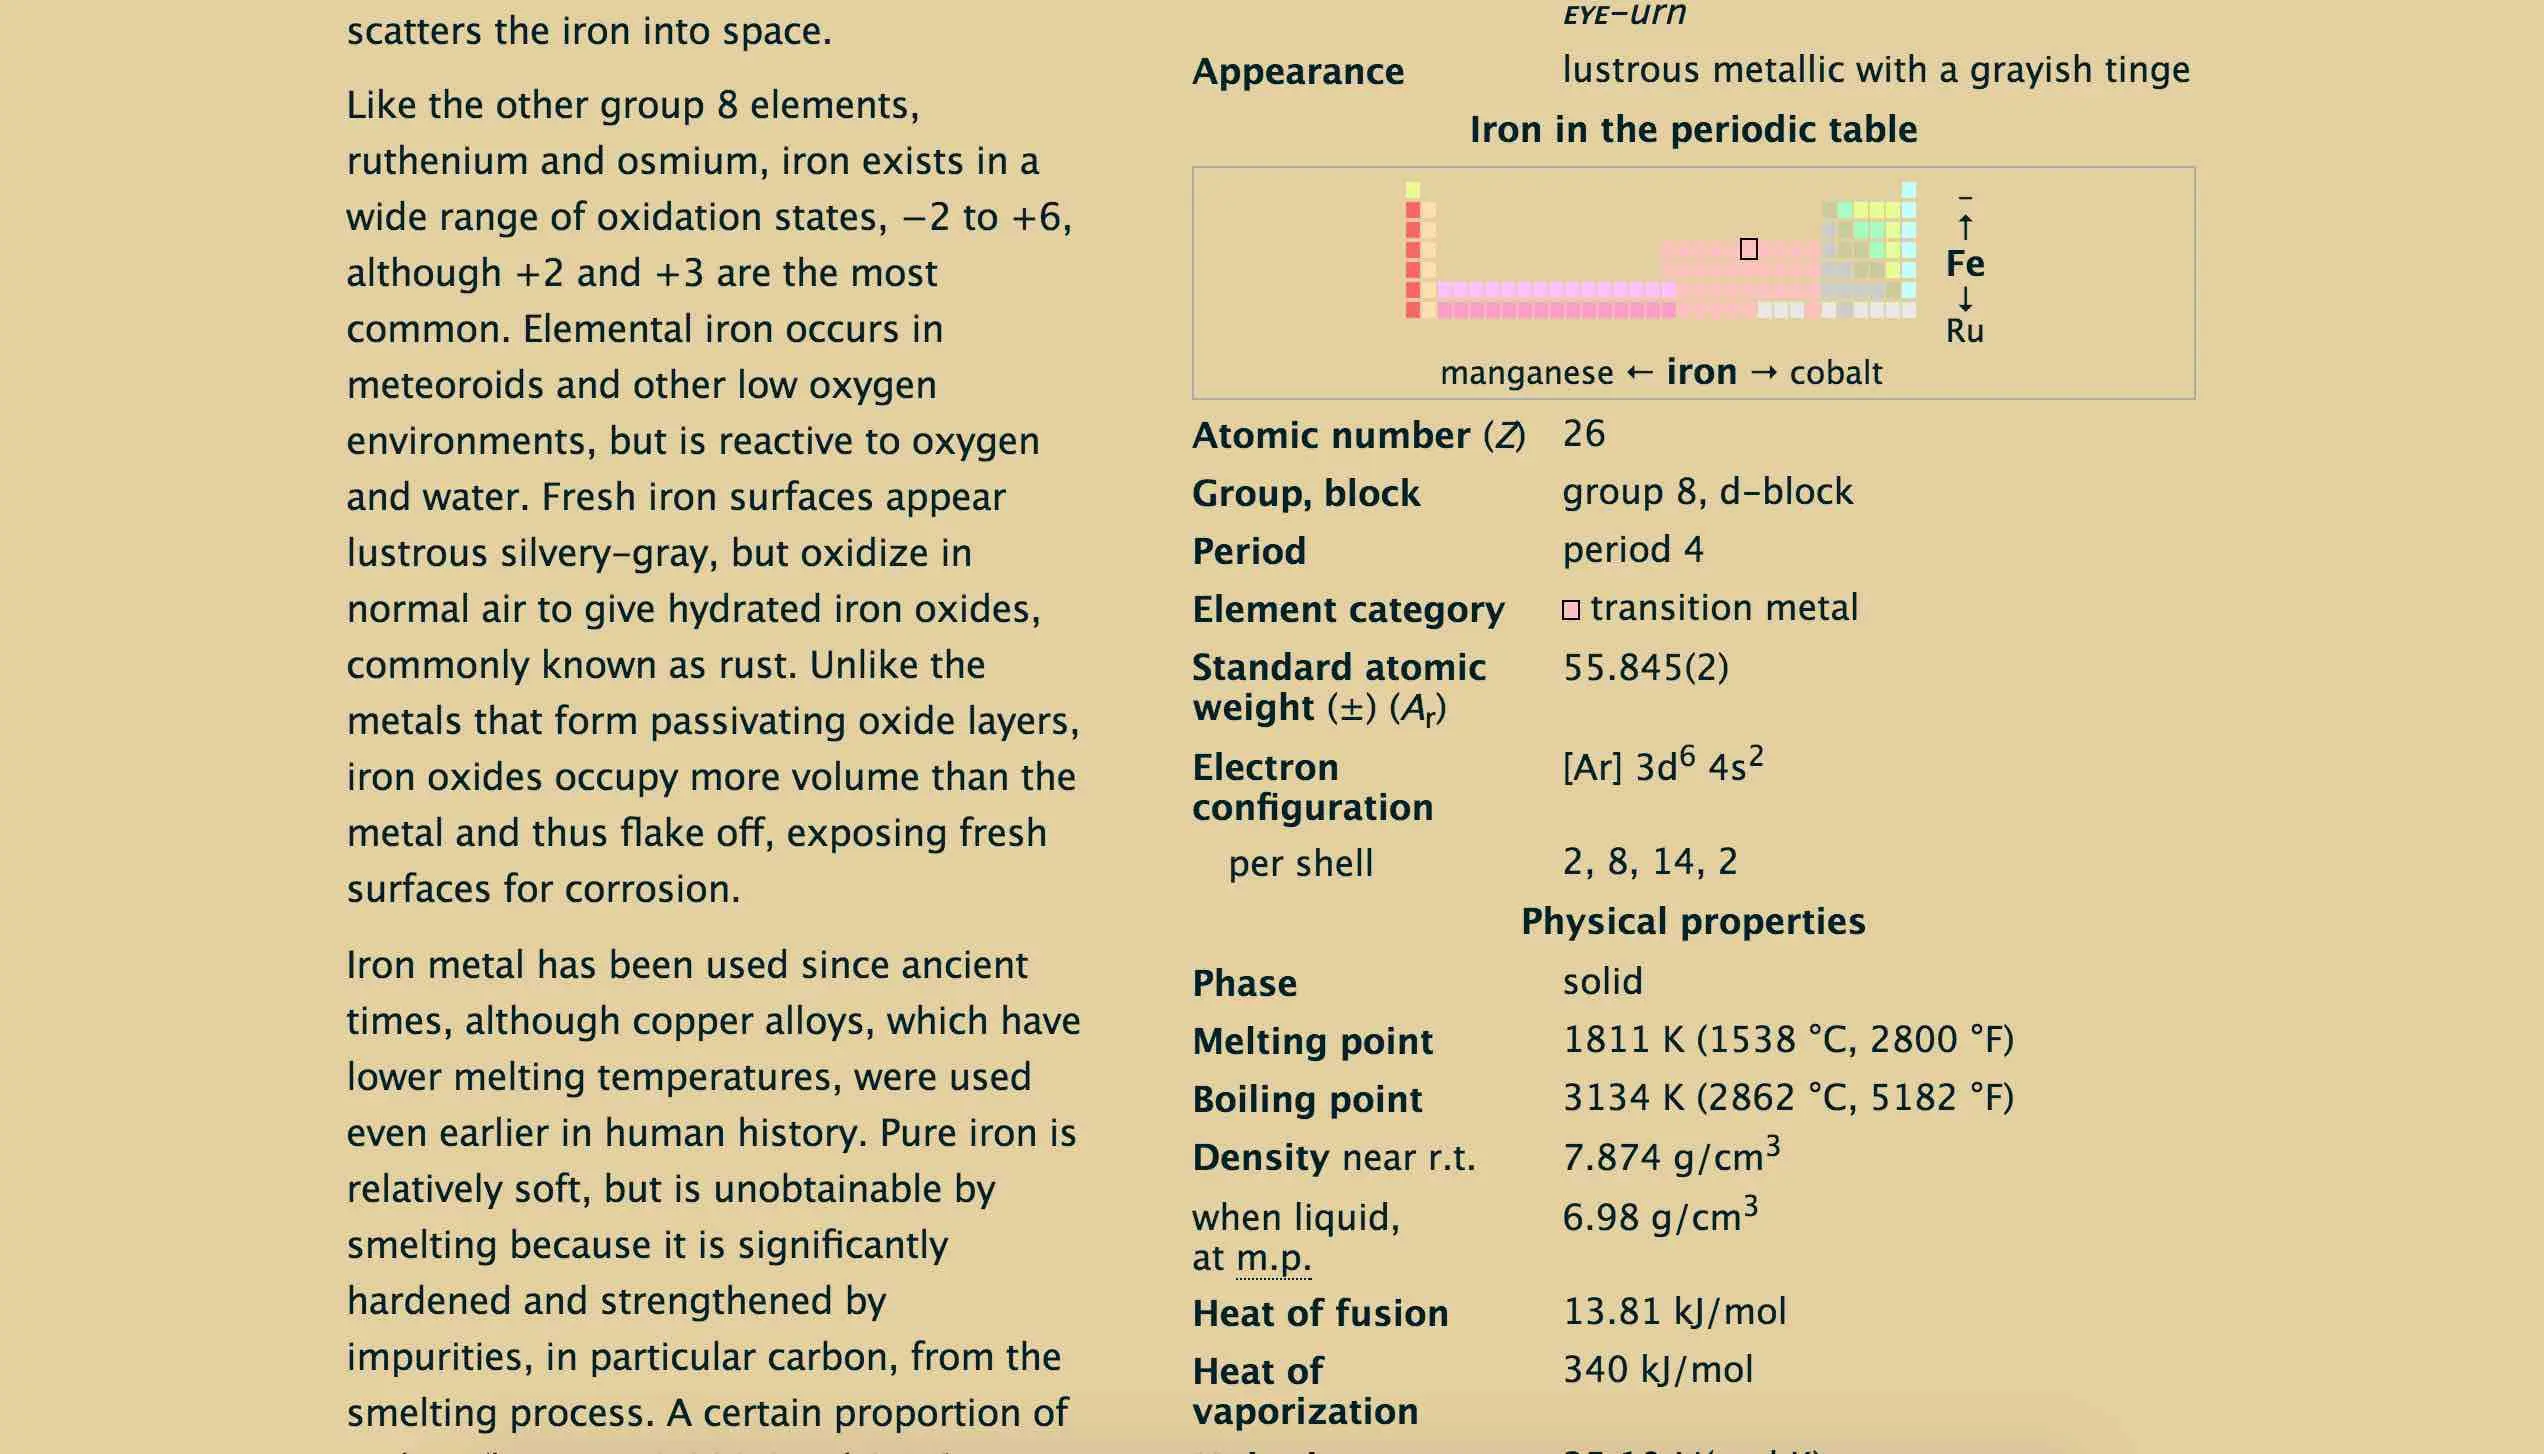 scatters the iron into space.
Like the other group 8 elements,
ruthenium and osmium, iron exists in a
wide range of oxidation states, −2 to +6,
although +2 and +3 are the most
common. Elemental iron occurs in
meteoroids and other low oxygen
environments, but is reactive to oxygen
and water. Fresh iron surfaces appear
lustrous silvery-gray, but oxidize in
normal air to give hydrated iron oxides,
commonly known as rust. Unlike the
metals that form passivating oxide layers,
iron oxides occupy more volume than the
metal and thus flake off, exposing fresh
surfaces for corrosion.
Iron metal has been used since ancient
times, although copper alloys, which have
lower melting temperatures, were used
even earlier in human history. Pure iron is
relatively soft, but is unobtainable by
smelting because it is significantly
hardened and strengthened by
impurities, in particular carbon, from the
smelting process. A certain proportion of
EYE-urn
Appearance lustrous metallic with a grayish tinge
Iron in the periodic table
–
↑
Fe
↓
Ru
manganese ← iron → cobalt
Atomic number (Z) 26
Group, block group 8, d-block
Period period 4
Element category transition metal
Standard atomic 55.845(2)
weight (±) (Ar)
Electron [Ar] 3d⁶ 4s²
configuration
per shell 2, 8, 14, 2
Physical properties
Phase solid
Melting point 1811 K (1538 °C, 2800 °F)
Boiling point 3134 K (2862 °C, 5182 °F)
Density near r.t. 7.874 g/cm³
when liquid, 6.98 g/cm³
at m.p.
Heat of fusion 13.81 kJ/mol
Heat of 340 kJ/mol
vaporization